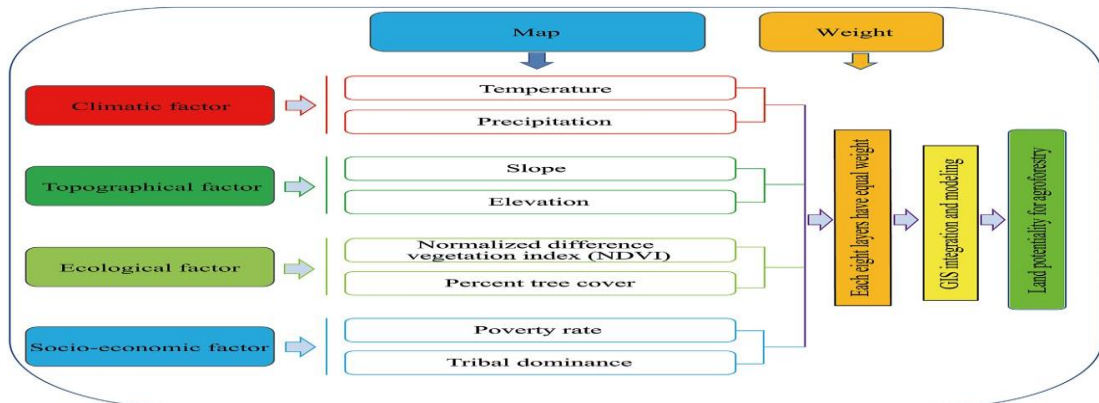 Map
Weight
Climatic factor
Temperature
Precipitation
Topographical factor
Slope
Elevation
Ecological factor
Normalized difference
vegetation index (NDVI)
Percent tree cover
Socio-economic factor
Poverty rate
Tribal dominance
Each eight layers have equal weight
GIS integration and modeling
Land potentiality for agroforestry